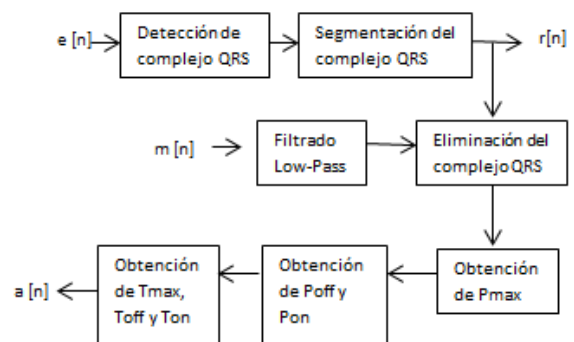 e [n]
Detección de
complejo QRS
Segmentación del
complejo QRS
r[n]
m [n]
Filtrado
Low-Pass
Eliminación del
complejo QRS
a [n]
Obtención
de Tmax,
Toff y Ton
Obtención
de Poff y
Pon
Obtención
de Pmax